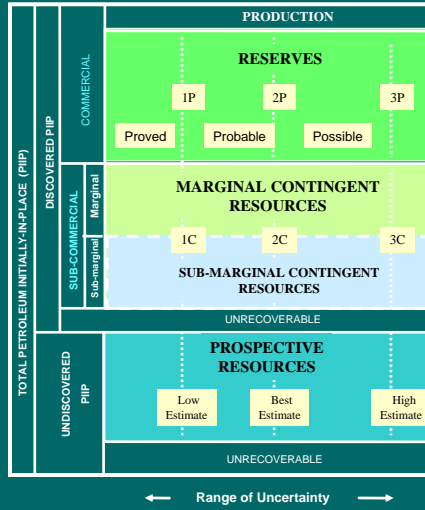 TOTAL PETROLEUM INITIALLY-IN-PLACE (PIIP)
DISCOVERED PIIP
COMMERCIAL
PRODUCTION
RESERVES
1P 2P 3P
Proved Probable Possible
SUB-COMMERCIAL
Marginal
MARGINAL CONTINGENT
RESOURCES
1C 2C 3C
Sub-marginal
SUB-MARGINAL CONTINGENT
RESOURCES
UNRECOVERABLE
UNDISCOVERED
PIIP
PROSPECTIVE
RESOURCES
Low
Estimate
Best
Estimate
High
Estimate
UNRECOVERABLE
Range of Uncertainty